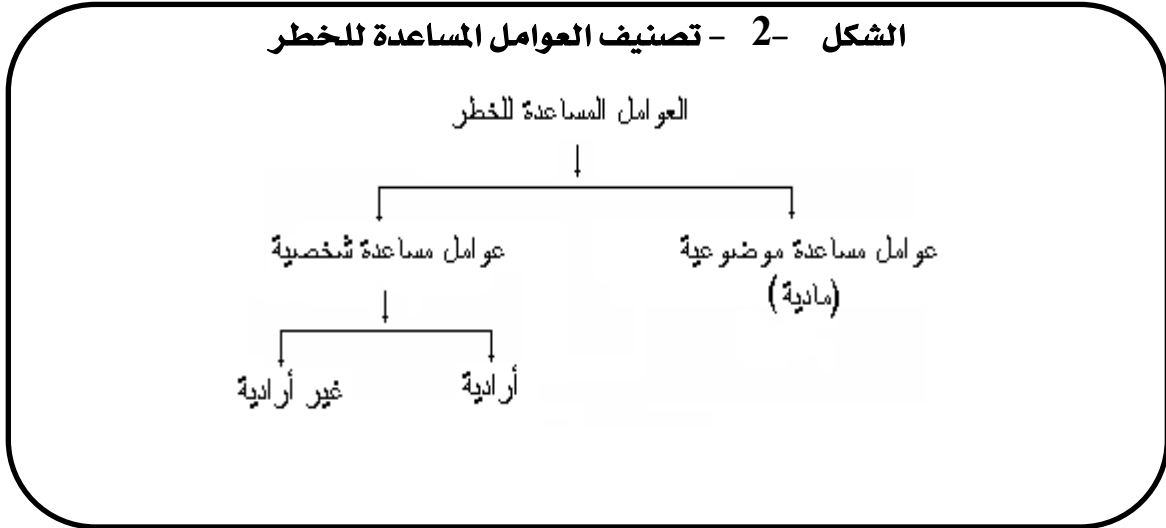 الشكل -2 - تصنيف العوامل المساعدة للخطر
العوامل المساعدة للخطر
عوامل مساعدة موضوعية
(مادية)
عوامل مساعدة شخصية
أرادية
غير أرادية